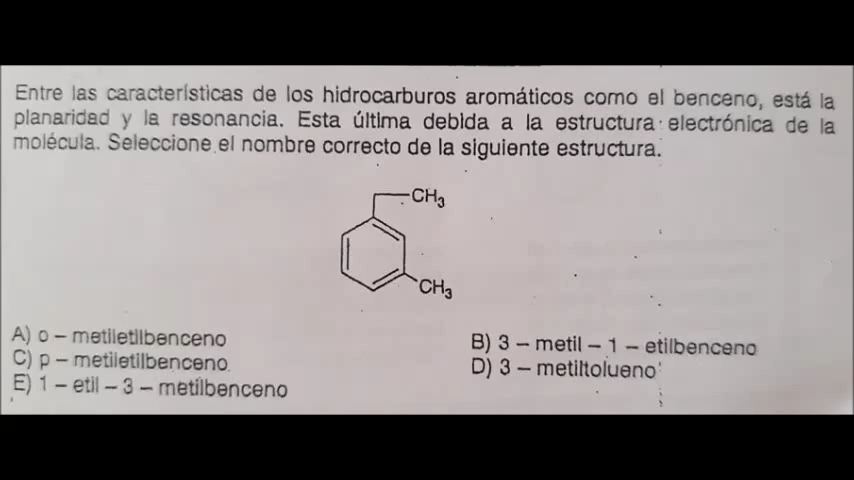 Entre las características de los hidrocarburos aromáticos como el benceno, está la
planaridad y la resonancia. Esta última debida a la estructura electrónica de la
molécula. Seleccione el nombre correcto de la siguiente estructura.
CH3
CH3
A) o – metiletilbenceno
B) 3 – metil – 1 – etilbenceno
C) p – metiletilbenceno
D) 3 – metiltolueno
E) 1 – etil – 3 – metilbenceno